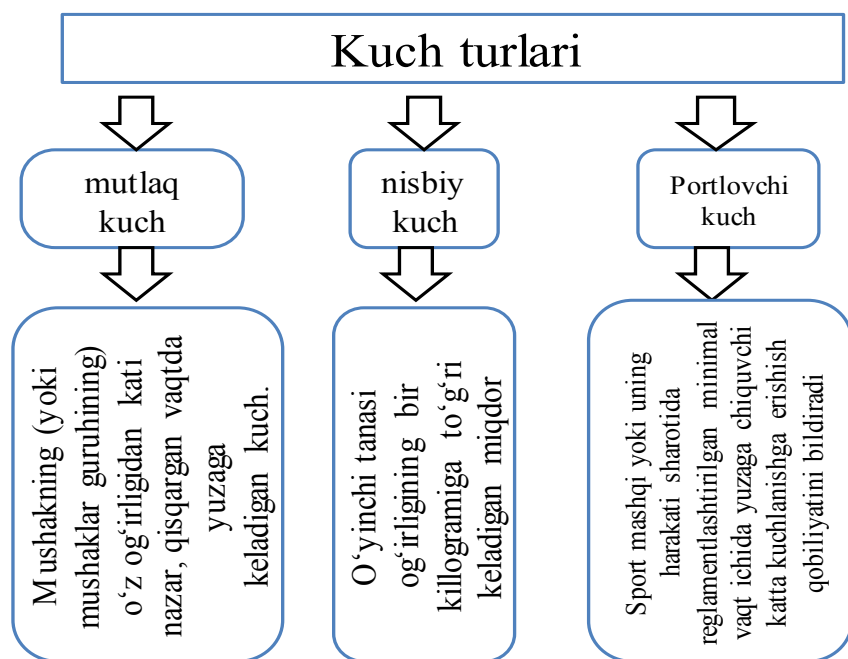 Kuch turlari
mutlaq
kuch
nisbiy
kuch
Portlovchi
kuch
Mushakning (yoki
mushaklar guruhining)
o‘z og‘irligidan kati
nazar, qisqargan vaqtda
yuzaga
keladigan kuch.
O‘yinchi tanasi
og‘irligining bir
killogramiga to‘g‘ri
keladigan miqdor
Sport mashqi yoki uning
harakati sharotida
reglamentlashtirilgan minimal
vaqt ichida yuzaga chiquvchi
katta kuchlanishga erishish
qobiliyatini bildiradi